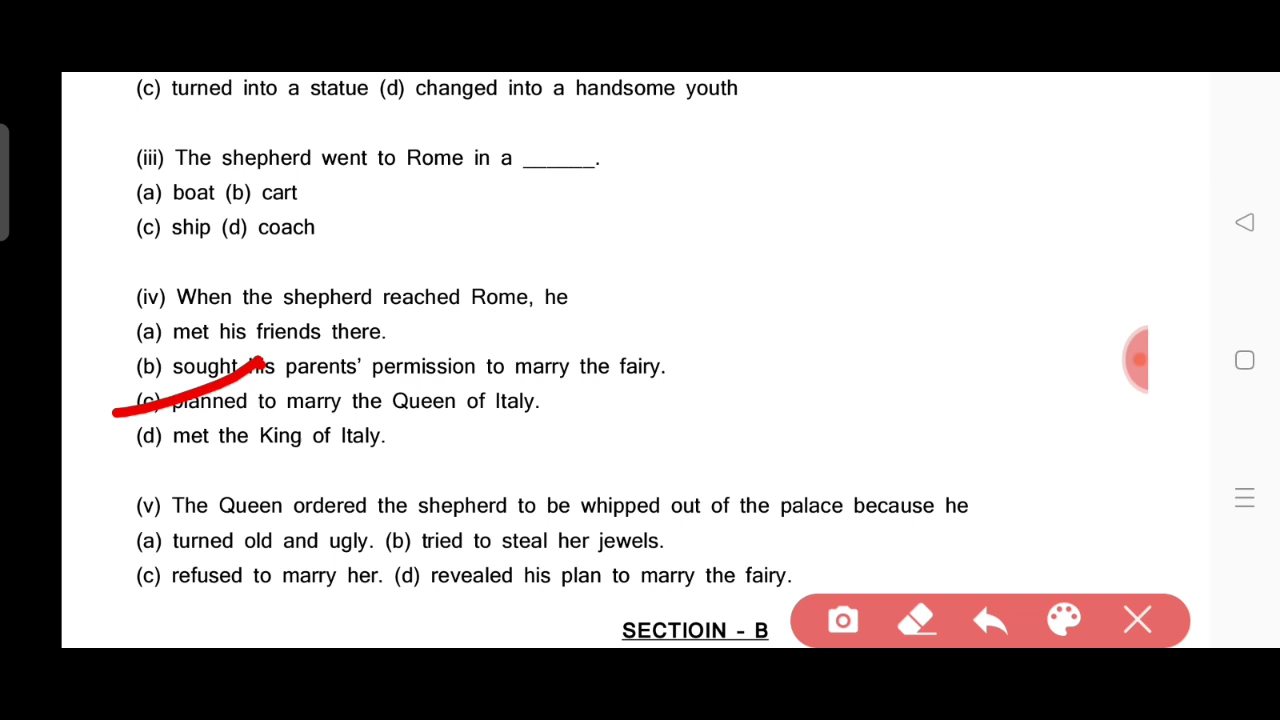 (c) turned into a statue (d) changed into a handsome youth
(iii) The shepherd went to Rome in a ______.
(a) boat (b) cart
(c) ship (d) coach
(iv) When the shepherd reached Rome, he
(a) met his friends there.
(b) sought his parents' permission to marry the fairy.
(c) planned to marry the Queen of Italy.
(d) met the King of Italy.
(v) The Queen ordered the shepherd to be whipped out of the palace because he
(a) turned old and ugly. (b) tried to steal her jewels.
(c) refused to marry her. (d) revealed his plan to marry the fairy.
SECTIOIN - B